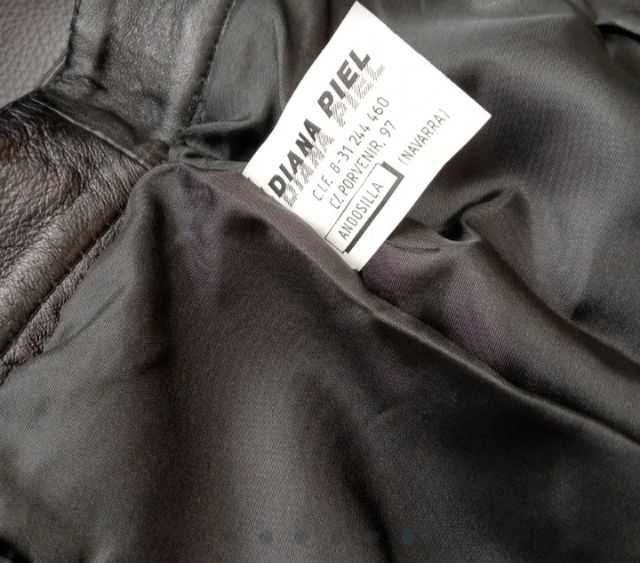 DIANA PIEL
C.I.F. B-31 244 460
C/. PORVENIR, 97
ANDOSILLA (NAVARRA)